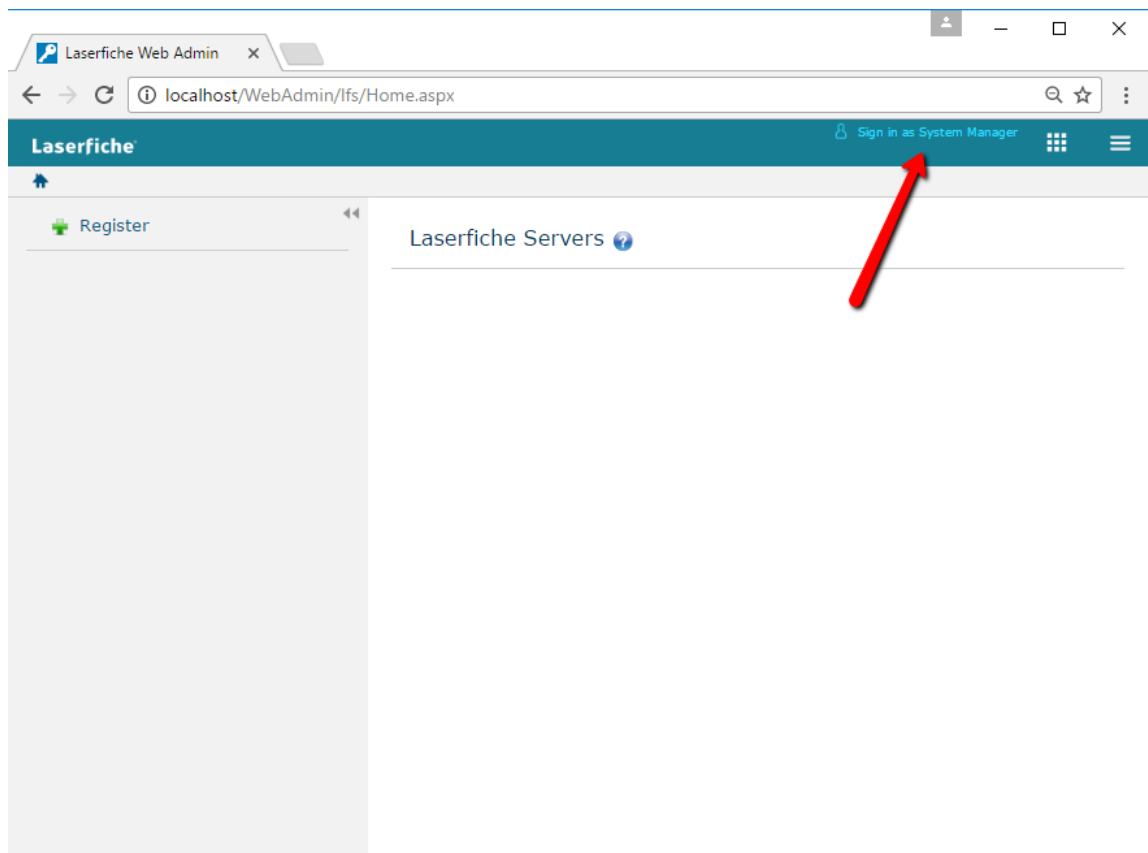 Laserfiche Web Admin
localhost/WebAdmin/lfs/Home.aspx
Laserfiche
Sign in as System Manager
Register
Laserfiche Servers